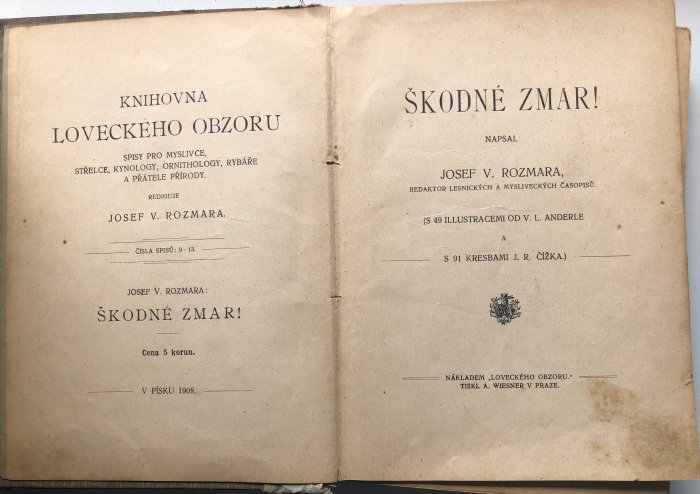 KNIHOVNA
LOVECKÉHO OBZORU
SPISY PRO MYSLIVCE,
STŘELCE, KYNOLOGY, ORNITHOLOGY, RYBÁŘE
A PŘÁTELE PŘÍRODY.
REDIGUJE
JOSEF V. ROZMARA.
ČÍSLA SPISŮ: 9 - 13.
JOSEF V. ROZMARA:
ŠKODNÉ ZMAR!
Cena 5 korun.
V PÍSKU 1908.
ŠKODNÉ ZMAR!
NAPSAL
JOSEF V. ROZMARA,
REDAKTOR LESNICKÝCH A MYSLIVECKÝCH ČASOPISŮ.
(S 49 ILLUSTRACEMI OD V. L. ANDERLE
A
S 91 KRESBAMI J. R. ČÍŽKA.)
NÁKLADEM „LOVECKÉHO OBZORU."
TISKL A. WIESNER V PRAZE.